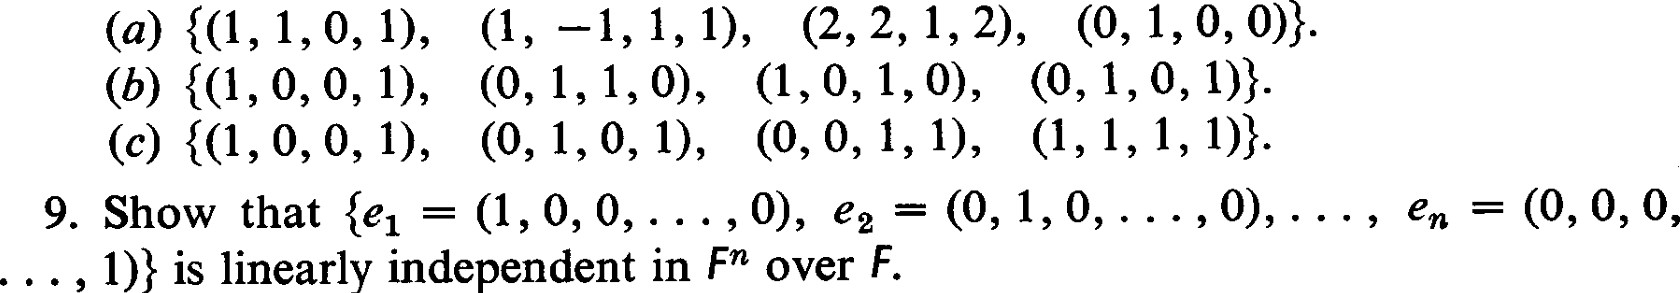 (a) {(1, 1, 0, 1), (1, −1, 1, 1), (2, 2, 1, 2), (0, 1, 0, 0)}.
(b) {(1, 0, 0, 1), (0, 1, 1, 0), (1, 0, 1, 0), (0, 1, 0, 1)}.
(c) {(1, 0, 0, 1), (0, 1, 0, 1), (0, 0, 1, 1), (1, 1, 1, 1)}.
9. Show that {e₁ = (1, 0, 0, . . . , 0), e₂ = (0, 1, 0, . . . , 0), . . . , eₙ = (0, 0, 0,
. . . , 1)} is linearly independent in Fⁿ over F.